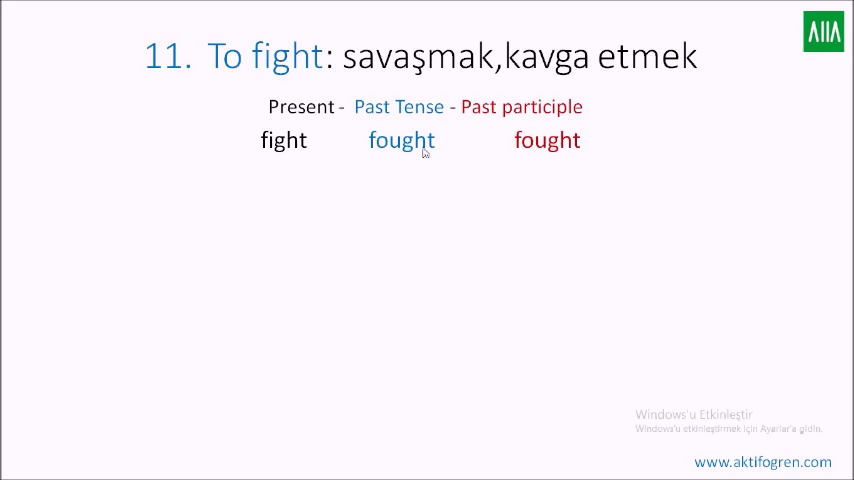 11. To fight: savaşmak,kavga etmek
Present - Past Tense - Past participle
fight fought fought
Windows'u Etkinleştir
Windows'u etkinleştirmek için Ayarlar'a gidin.
www.aktifogren.com